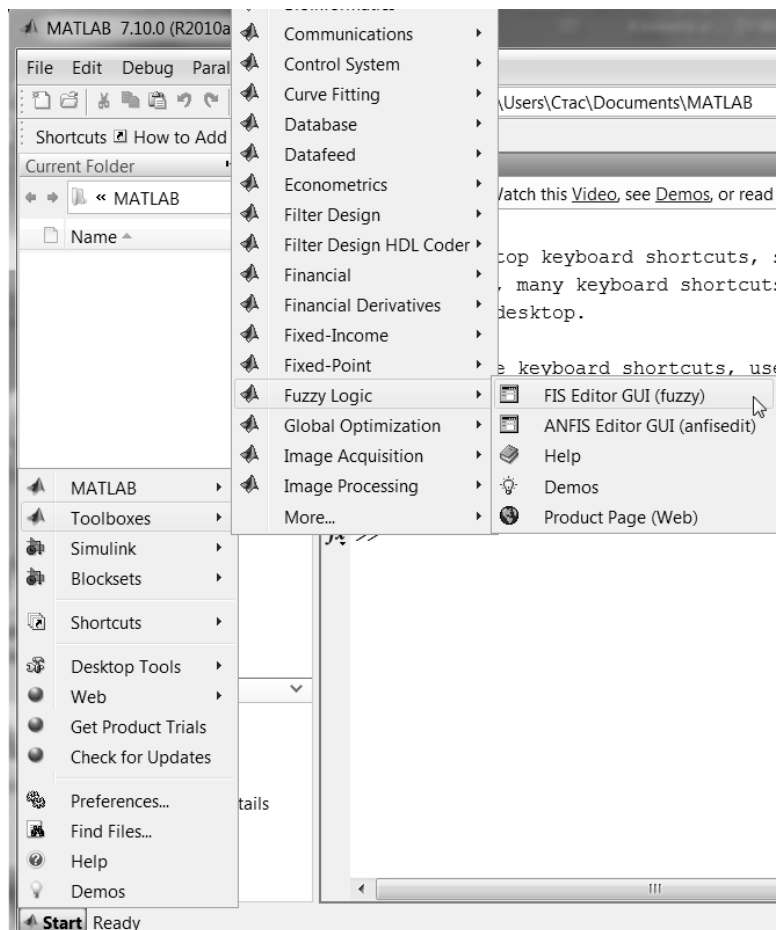 MATLAB 7.10.0 (R2010a
File Edit Debug Paral
Shortcuts How to Add
Current Folder
« MATLAB
Name
Communications
Control System
Curve Fitting
Database
Datafeed
Econometrics
Filter Design
Filter Design HDL Coder
Financial
Financial Derivatives
Fixed-Income
Fixed-Point
Fuzzy Logic
Global Optimization
Image Acquisition
Image Processing
More...
\Users\Стас\Documents\MATLAB
Watch this Video, see Demos, or read
top keyboard shortcuts, s
, many keyboard shortcuts
desktop.
e keyboard shortcuts, use
FIS Editor GUI (fuzzy)
ANFIS Editor GUI (anfisedit)
Help
Demos
Product Page (Web)
fx >>
MATLAB
Toolboxes
Simulink
Blocksets
Shortcuts
Desktop Tools
Web
Get Product Trials
Check for Updates
Preferences...
tails
Find Files...
Help
Demos
Start Ready